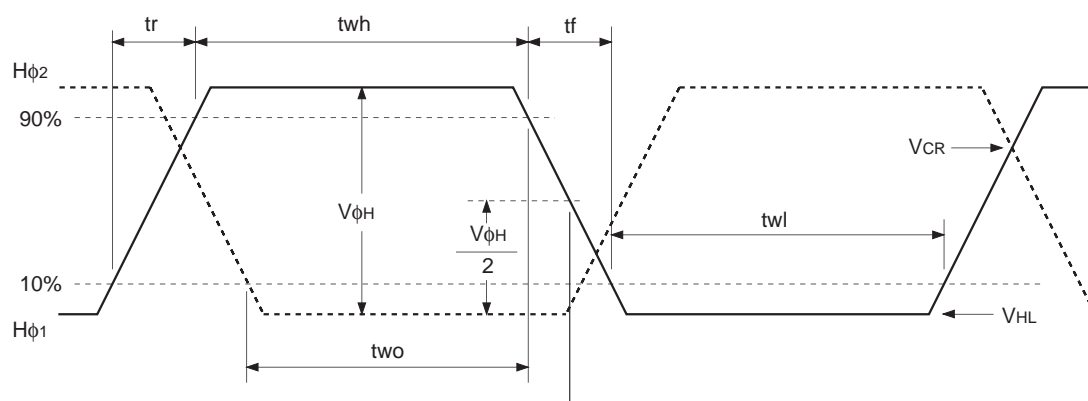 tr
twh
tf
Hϕ2
90%
VCR
VϕH
VϕH
2
twl
10%
Hϕ1
VHL
two